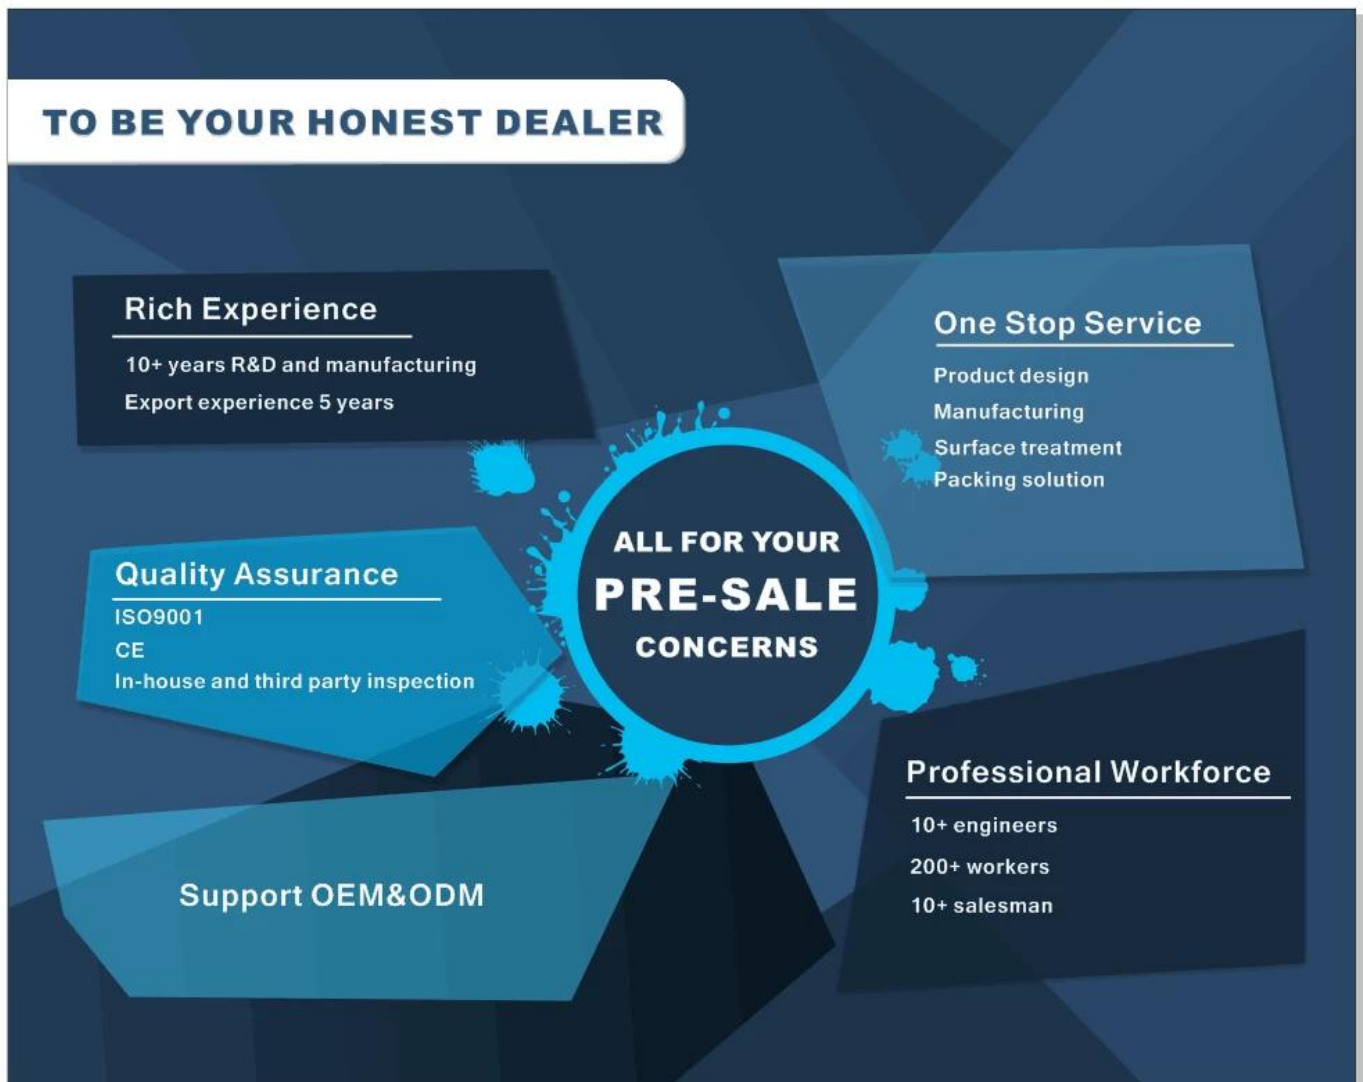 TO BE YOUR HONEST DEALER
Rich Experience
10+ years R&D and manufacturing
Export experience 5 years
One Stop Service
Product design
Manufacturing
Surface treatment
Packing solution
ALL FOR YOUR
PRE-SALE
CONCERNS
Quality Assurance
ISO9001
CE
In-house and third party inspection
Professional Workforce
10+ engineers
200+ workers
10+ salesman
Support OEM&ODM